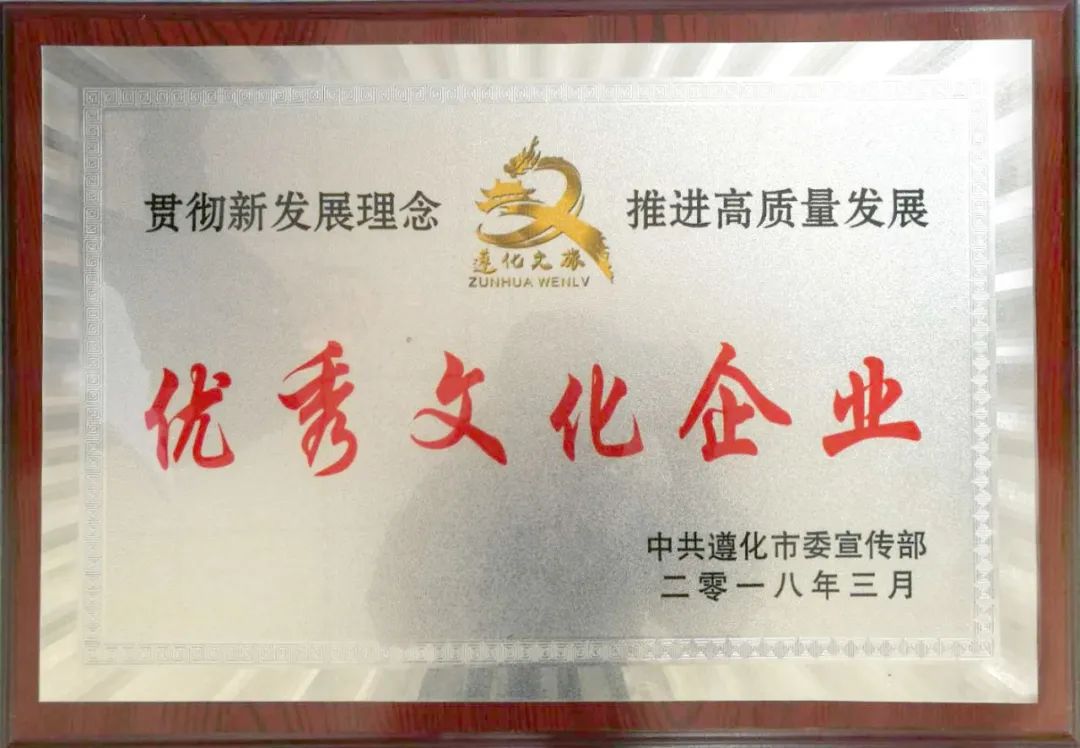 贯彻新发展理念 推进高质量发展
遵化文旅
ZUNHUA WENLV
优秀文化企业
中共遵化市委宣传部
二零一八年三月